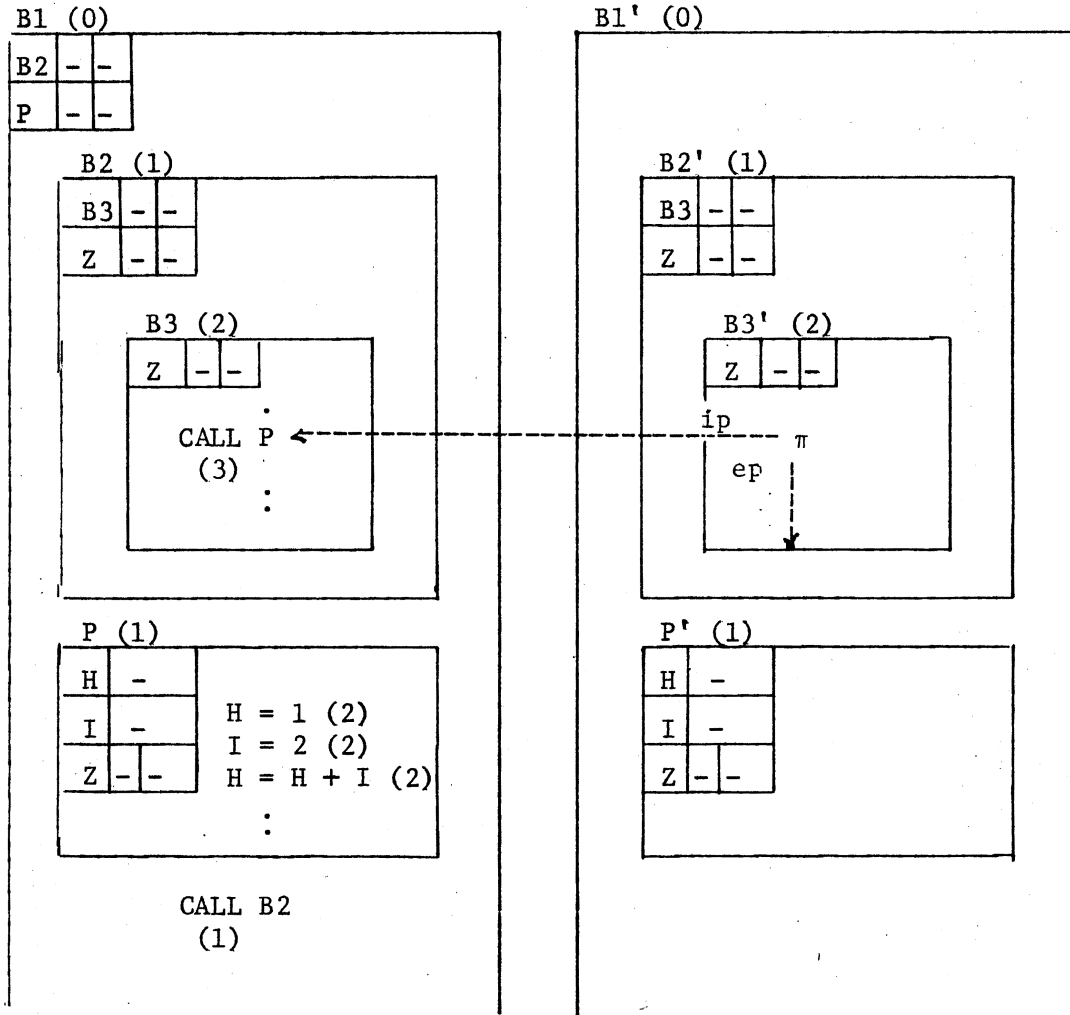 B1 (0)
B2 - -
P - -
B2 (1)
B3 - -
Z - -
B3 (2)
Z - -
CALL P
(3)
P (1)
H -
I -
Z - -
H = 1 (2)
I = 2 (2)
H = H + I (2)
CALL B2
(1)
B1' (0)
B2' (1)
B3 - -
Z - -
B3' (2)
Z - -
ip π
ep
P' (1)
H -
I -
Z - -